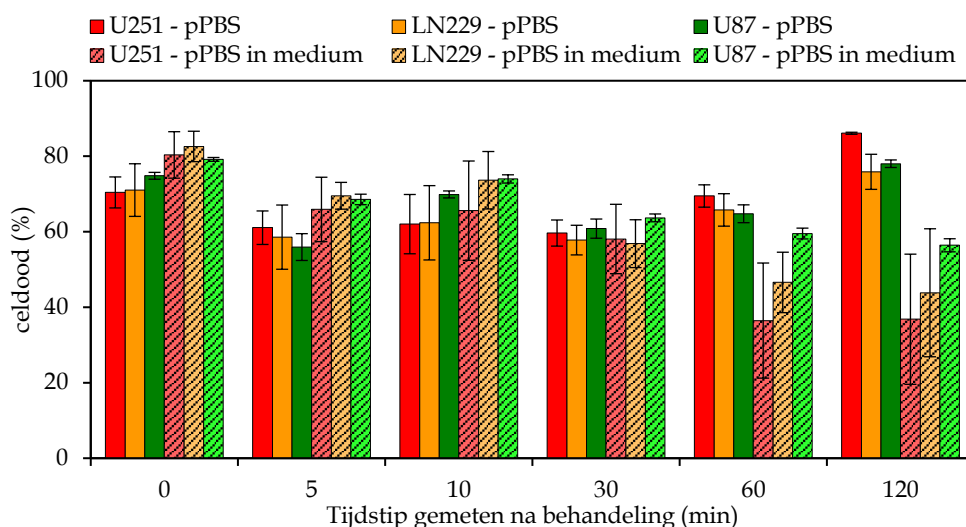 U251 - pPBS LN229 - pPBS U87 - pPBS
U251 - pPBS in medium LN229 - pPBS in medium U87 - pPBS in medium
100
80
60
40
20
0
celdood (%)
0 5 10 30 60 120
Tijdstip gemeten na behandeling (min)